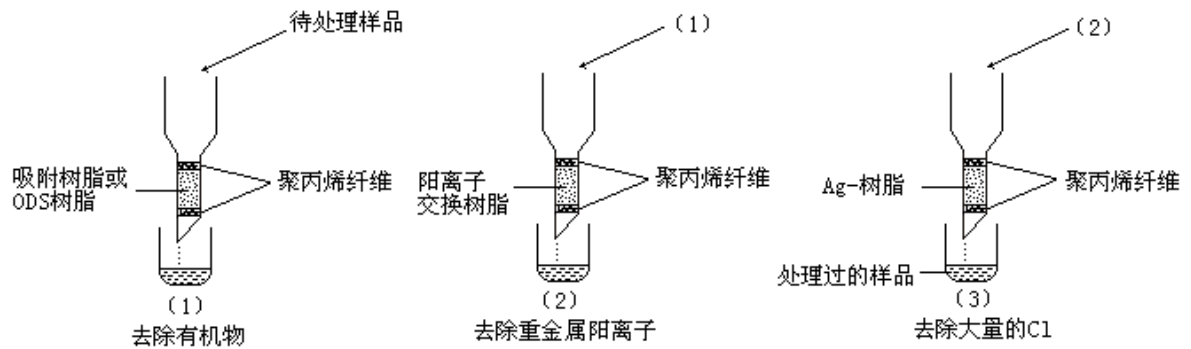 待处理样品
吸附树脂或
ODS树脂
聚丙烯纤维
(1)
去除有机物
(1)
阳离子
交换树脂
聚丙烯纤维
(2)
去除重金属阳离子
(2)
Ag-树脂
聚丙烯纤维
处理过的样品
(3)
去除大量的Cl